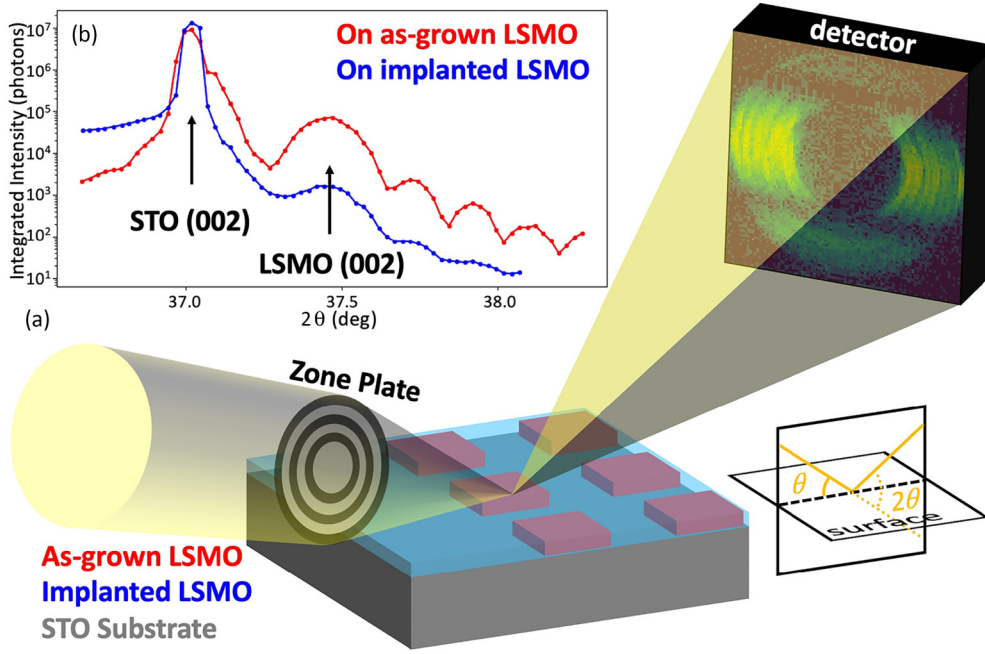 (b)
On as-grown LSMO
On implanted LSMO
Integrated Intensity (photons)
10⁷
10⁶
10⁵
10⁴
10³
10²
10¹
STO (002)
LSMO (002)
37.0
37.5
38.0
2θ (deg)
detector
(a)
Zone Plate
As-grown LSMO
Implanted LSMO
STO Substrate
θ
2θ
surface